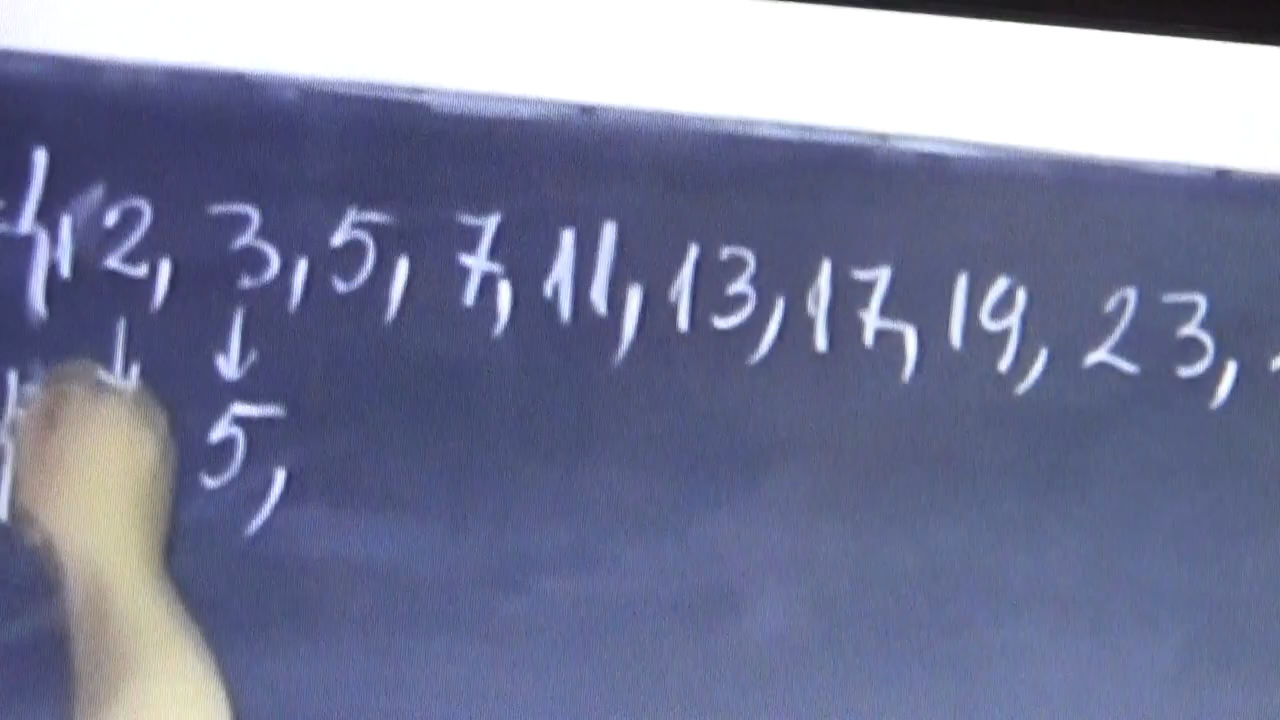 {1, 2, 3, 5, 7, 11, 13, 17, 19, 23,
↓ ↓
5,